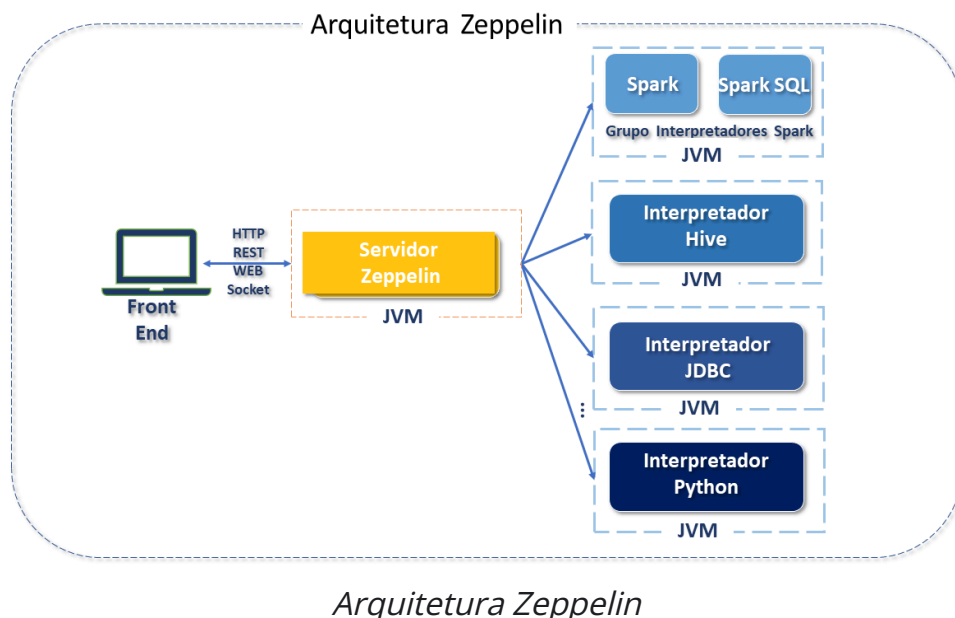 Arquitetura Zeppelin
Spark
Spark SQL
Grupo Interpretadores Spark
JVM
Interpretador
Hive
JVM
HTTP
REST
WEB
Socket
Front
End
Servidor
Zeppelin
JVM
Interpretador
JDBC
JVM
...
Interpretador
Python
JVM
Arquitetura Zeppelin